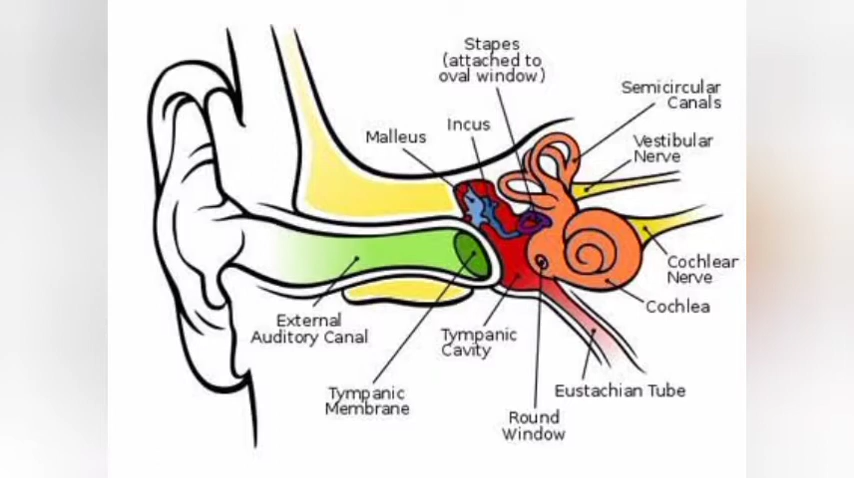 Stapes
(attached to
oval window)
Semicircular
Canals
Incus
Malleus
Vestibular
Nerve
Cochlear
Nerve
Cochlea
External
Auditory Canal
Tympanic
Cavity
Tympanic
Membrane
Eustachian Tube
Round
Window